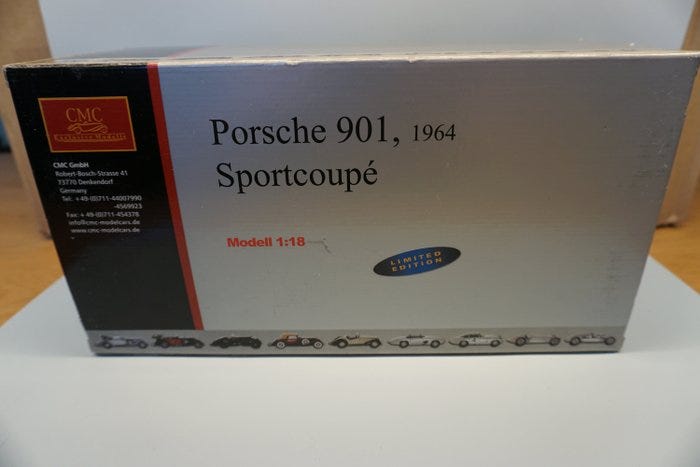 CMC
Exclusive Modelle
CMC GmbH
Robert-Bosch-Strasse 41
73770 Denkendorf
Germany
Tel: +49-(0)711-44007990
-4569923
Fax: + 49-(0)711-454378
info@cmc-modelcars.de
www.cmc-modelcars.de
Porsche 901, 1964
Sportcoupé
Modell 1:18
LIMITED
EDITION